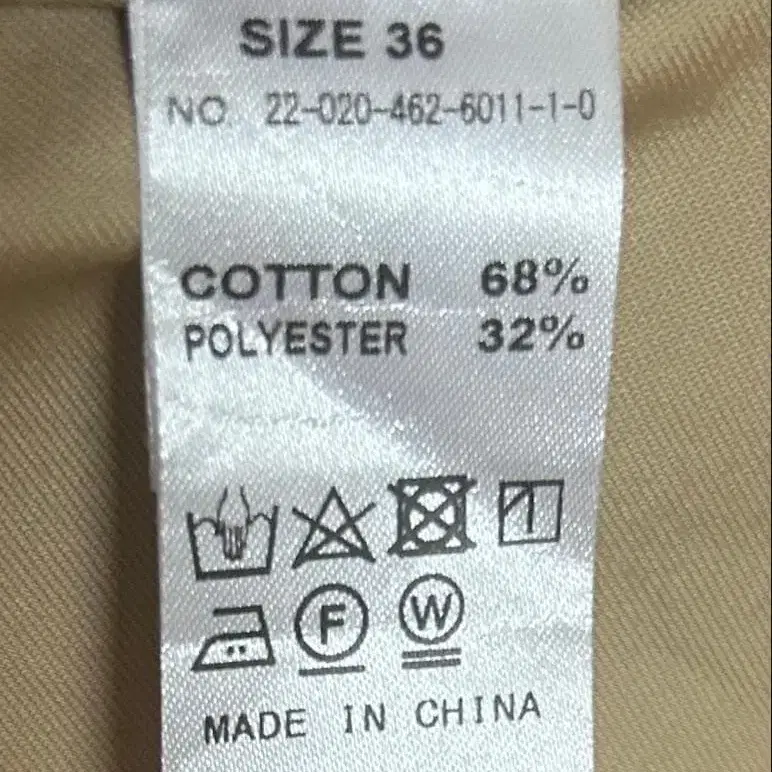 SIZE 36
NO. 22-020-462-6011-1-0
COTTON 68%
POLYESTER 32%
F W
MADE IN CHINA